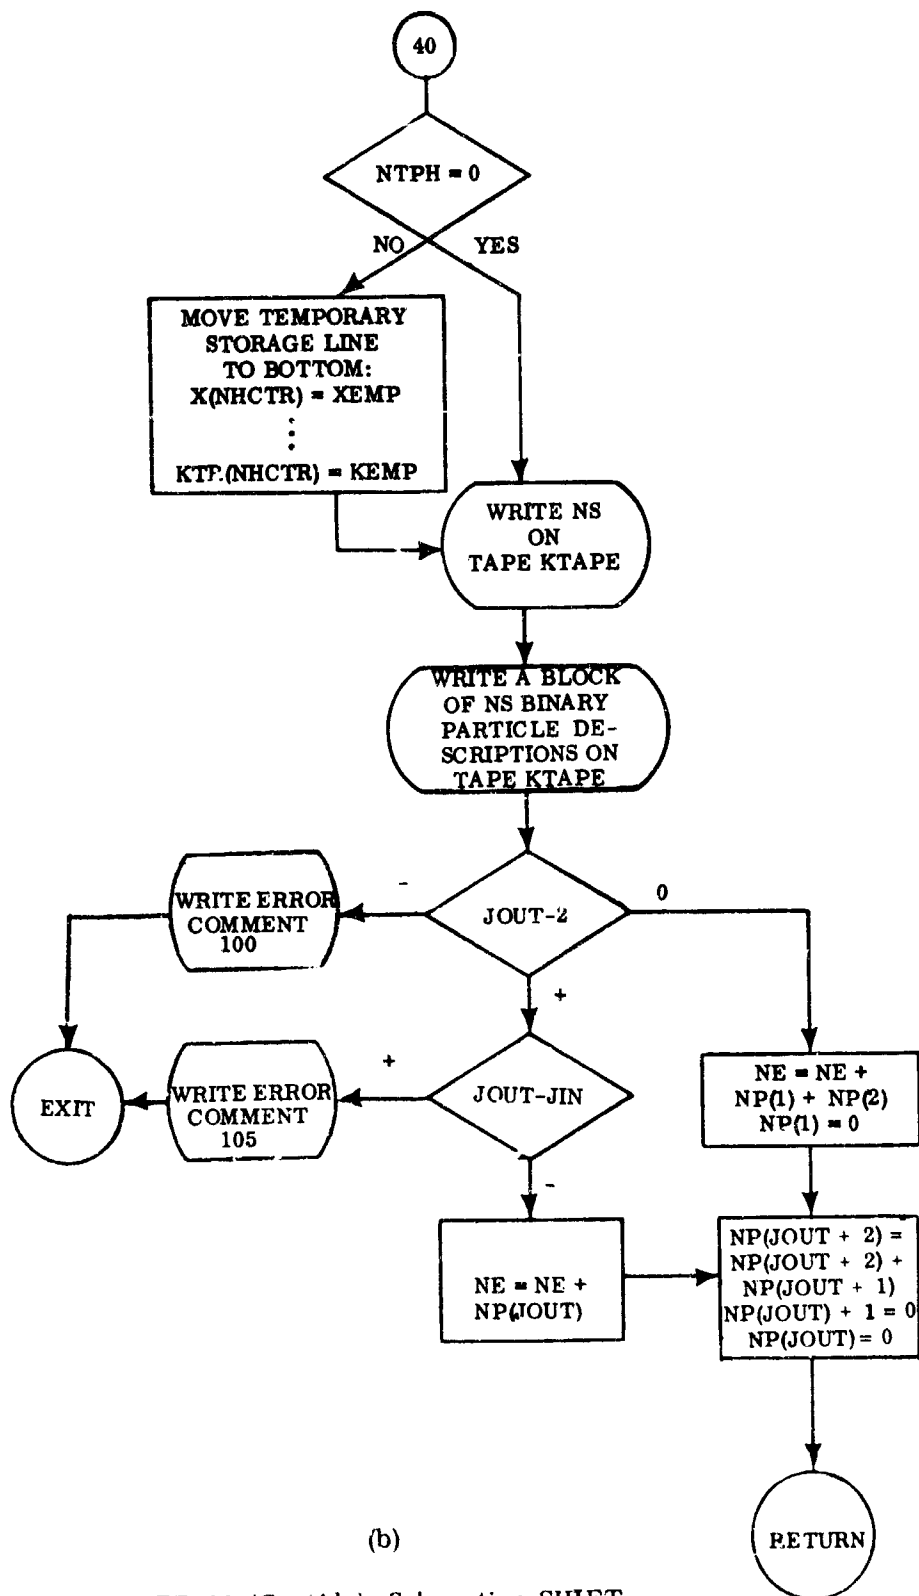 40
NTPH = 0
NO
YES
MOVE TEMPORARY
STORAGE LINE
TO BOTTOM:
X(NHCTR) = XEMP
KTP.(NHCTR) = KEMP
WRITE NS
ON
TAPE KTAPE
WRITE A BLOCK
OF NS BINARY
PARTICLE DE-
SCRIPTIONS ON
TAPE KTAPE
JOUT-2
-
0
+
WRITE ERROR
COMMENT
100
EXIT
WRITE ERROR
COMMENT
105
+
JOUT-JIN
-
NE = NE +
NP(1) + NP(2)
NP(1) = 0
NE = NE +
NP(JOUT)
NP(JOUT + 2) =
NP(JOUT + 2) +
NP(JOUT + 1)
NP(JOUT) + 1 = 0
NP(JOUT) = 0
RETURN
(b)
SHIFT